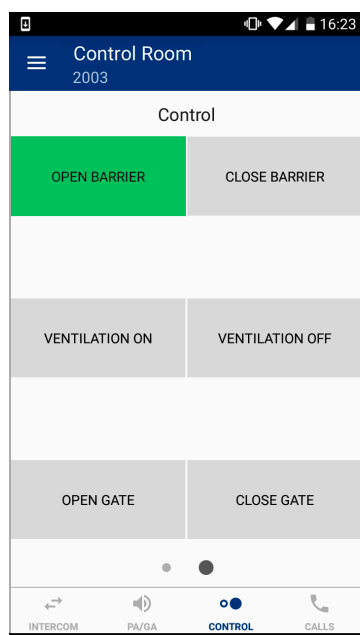 16:23
Control Room
2003
Control
OPEN BARRIER CLOSE BARRIER
VENTILATION ON VENTILATION OFF
OPEN GATE CLOSE GATE
INTERCOM PA/GA CONTROL CALLS